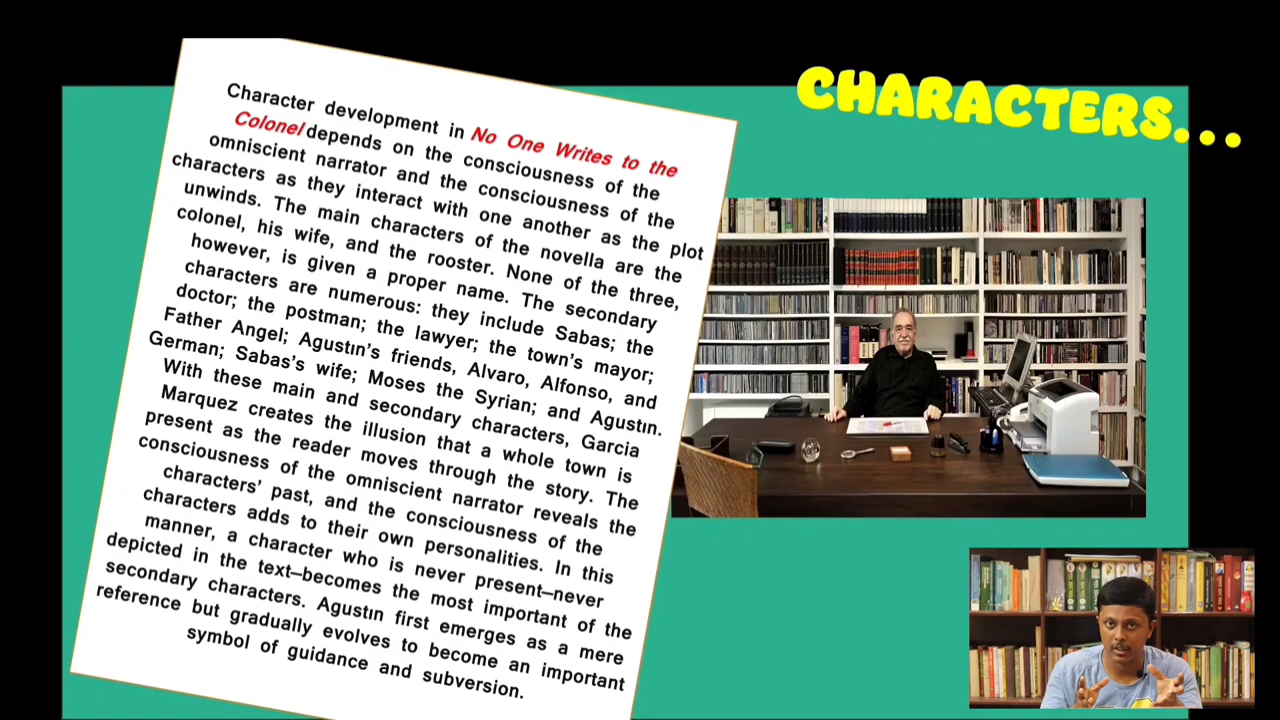 CHARACTERS...
Character development in No One Writes to the
Colonel depends on the consciousness of the
omniscient narrator and the consciousness of the
characters as they interact with one another as the plot
unwinds. The main characters of the novella are the
colonel, his wife, and the rooster. None of the three,
however, is given a proper name. The secondary
characters are numerous: they include Sabas; the
doctor; the postman; the lawyer; the town's mayor;
Father Angel; Agustın's friends, Alvaro, Alfonso, and
German; Sabas's wife; Moses the Syrian; and Agustın.
With these main and secondary characters, Garcia
Marquez creates the illusion that a whole town is
present as the reader moves through the story. The
consciousness of the omniscient narrator reveals the
characters' past, and the consciousness of the
characters adds to their own personalities. In this
manner, a character who is never present—never
depicted in the text—becomes the most important of the
secondary characters. Agustın first emerges as a mere
reference but gradually evolves to become an important
symbol of guidance and subversion.